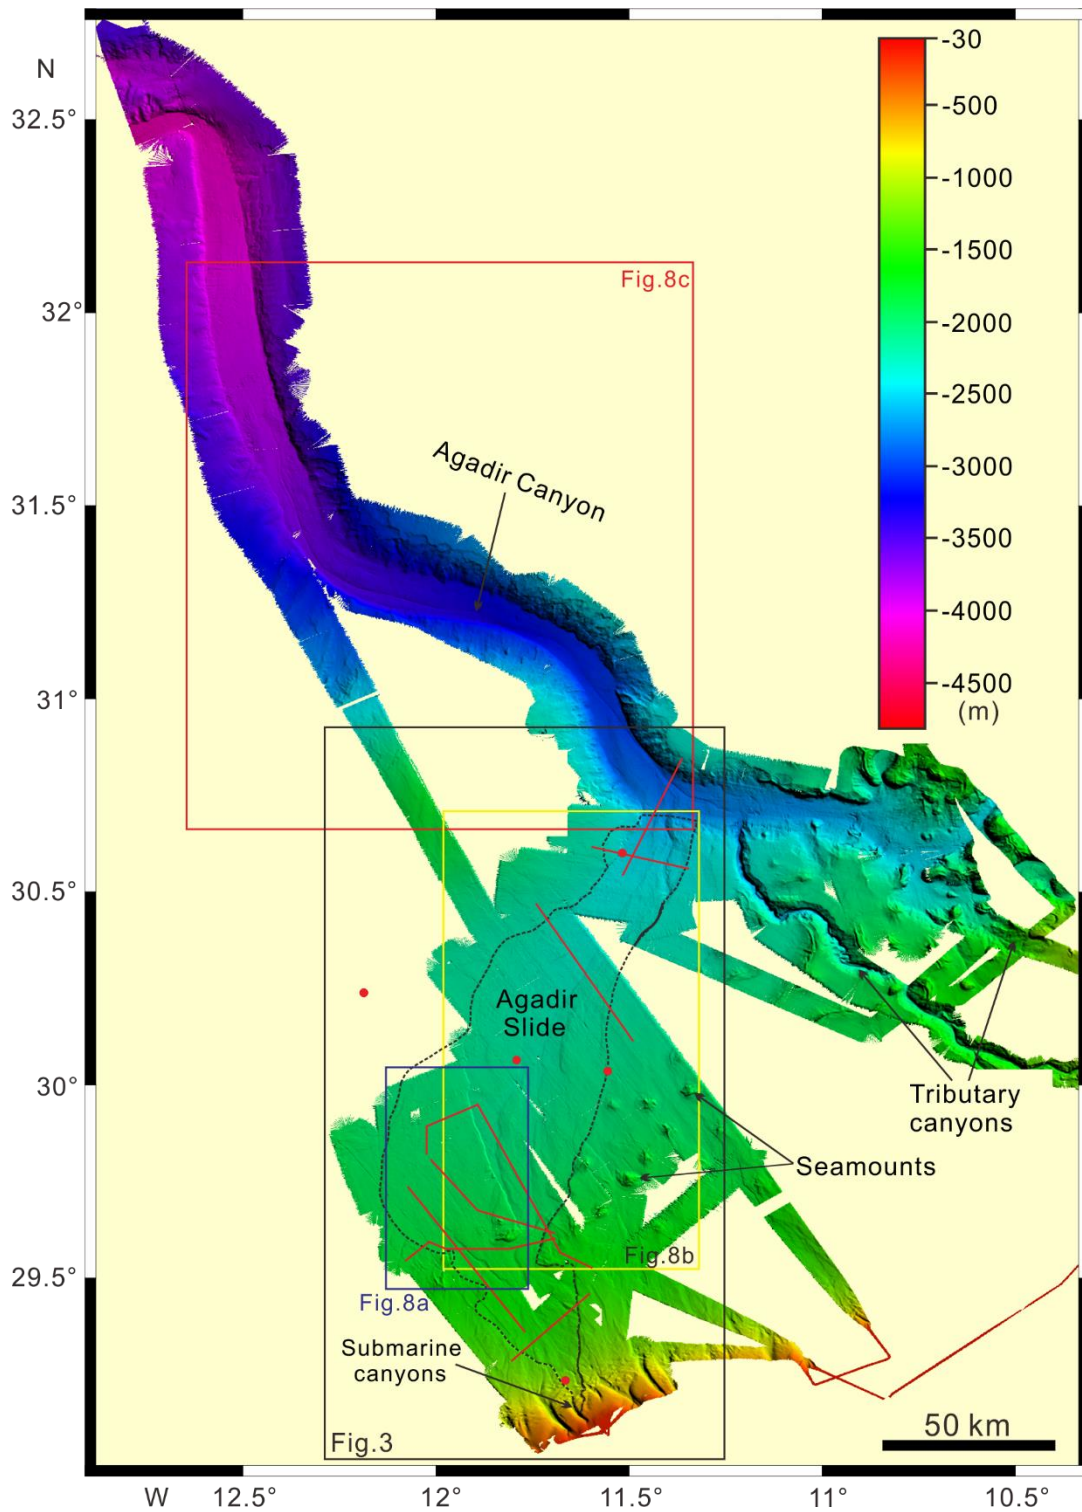 -30
N
-500
32.5°
-1000
-1500
Fig.8c
32°
-2000
-2500
Agadir Canyon
-3000
31.5°
-3500
-4000
-4500
31°
(m)
30.5°
Agadir
Slide
30°
Tributary
canyons
Seamounts
Fig.8b
29.5°
Fig.8a
Submarine
canyons
50 km
Fig.3
W
12.5°
12°
11.5°
11°
10.5°